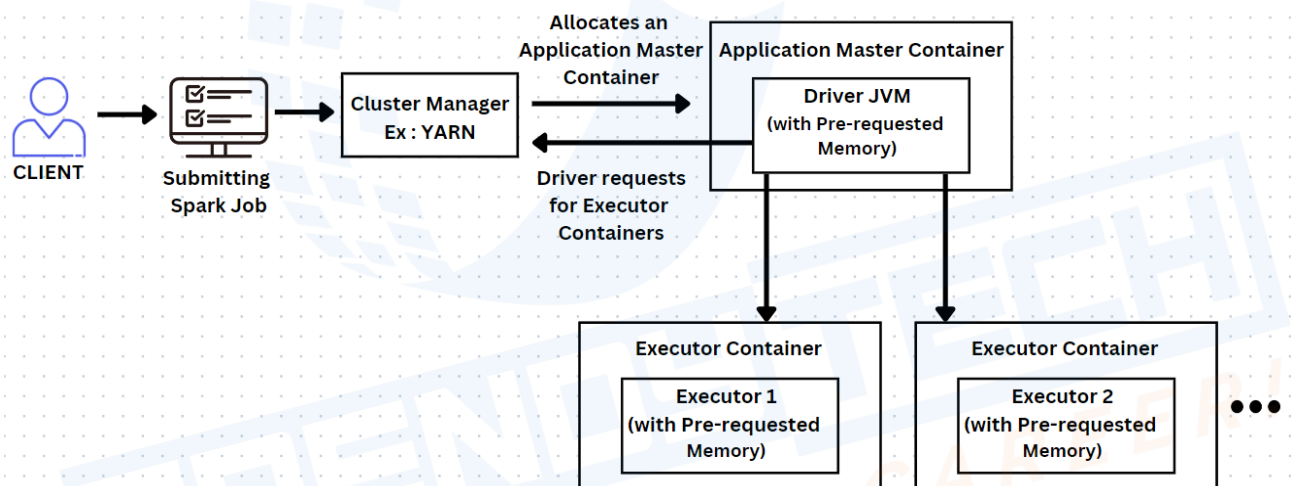 Allocates an
Application Master
Container
Application Master Container
Driver JVM
(with Pre-requested
Memory)
Cluster Manager
Ex : YARN
CLIENT
Submitting
Spark Job
Driver requests
for Executor
Containers
Executor Container
Executor 1
(with Pre-requested
Memory)
Executor Container
Executor 2
(with Pre-requested
Memory)
TRENDYTECH
CAREER